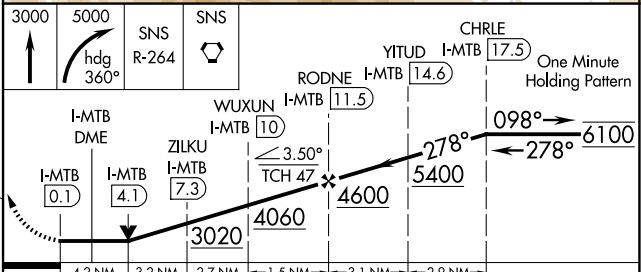 3000
5000
hdg
360°
SNS
R-264
SNS
CHRLE
I-MTB 17.5
YITUD
I-MTB 14.6
RODNE
I-MTB 11.5
WUXUN
I-MTB 10
ZILKU
I-MTB
7.3
I-MTB
DME
I-MTB
0.1
I-MTB
4.1
One Minute
Holding Pattern
098°
278°
6100
278°
5400
3.50°
TCH 47
4600
4060
3020
4.2 NM
3.2 NM
2.7 NM
1.5 NM
3.1 NM
2.9 NM